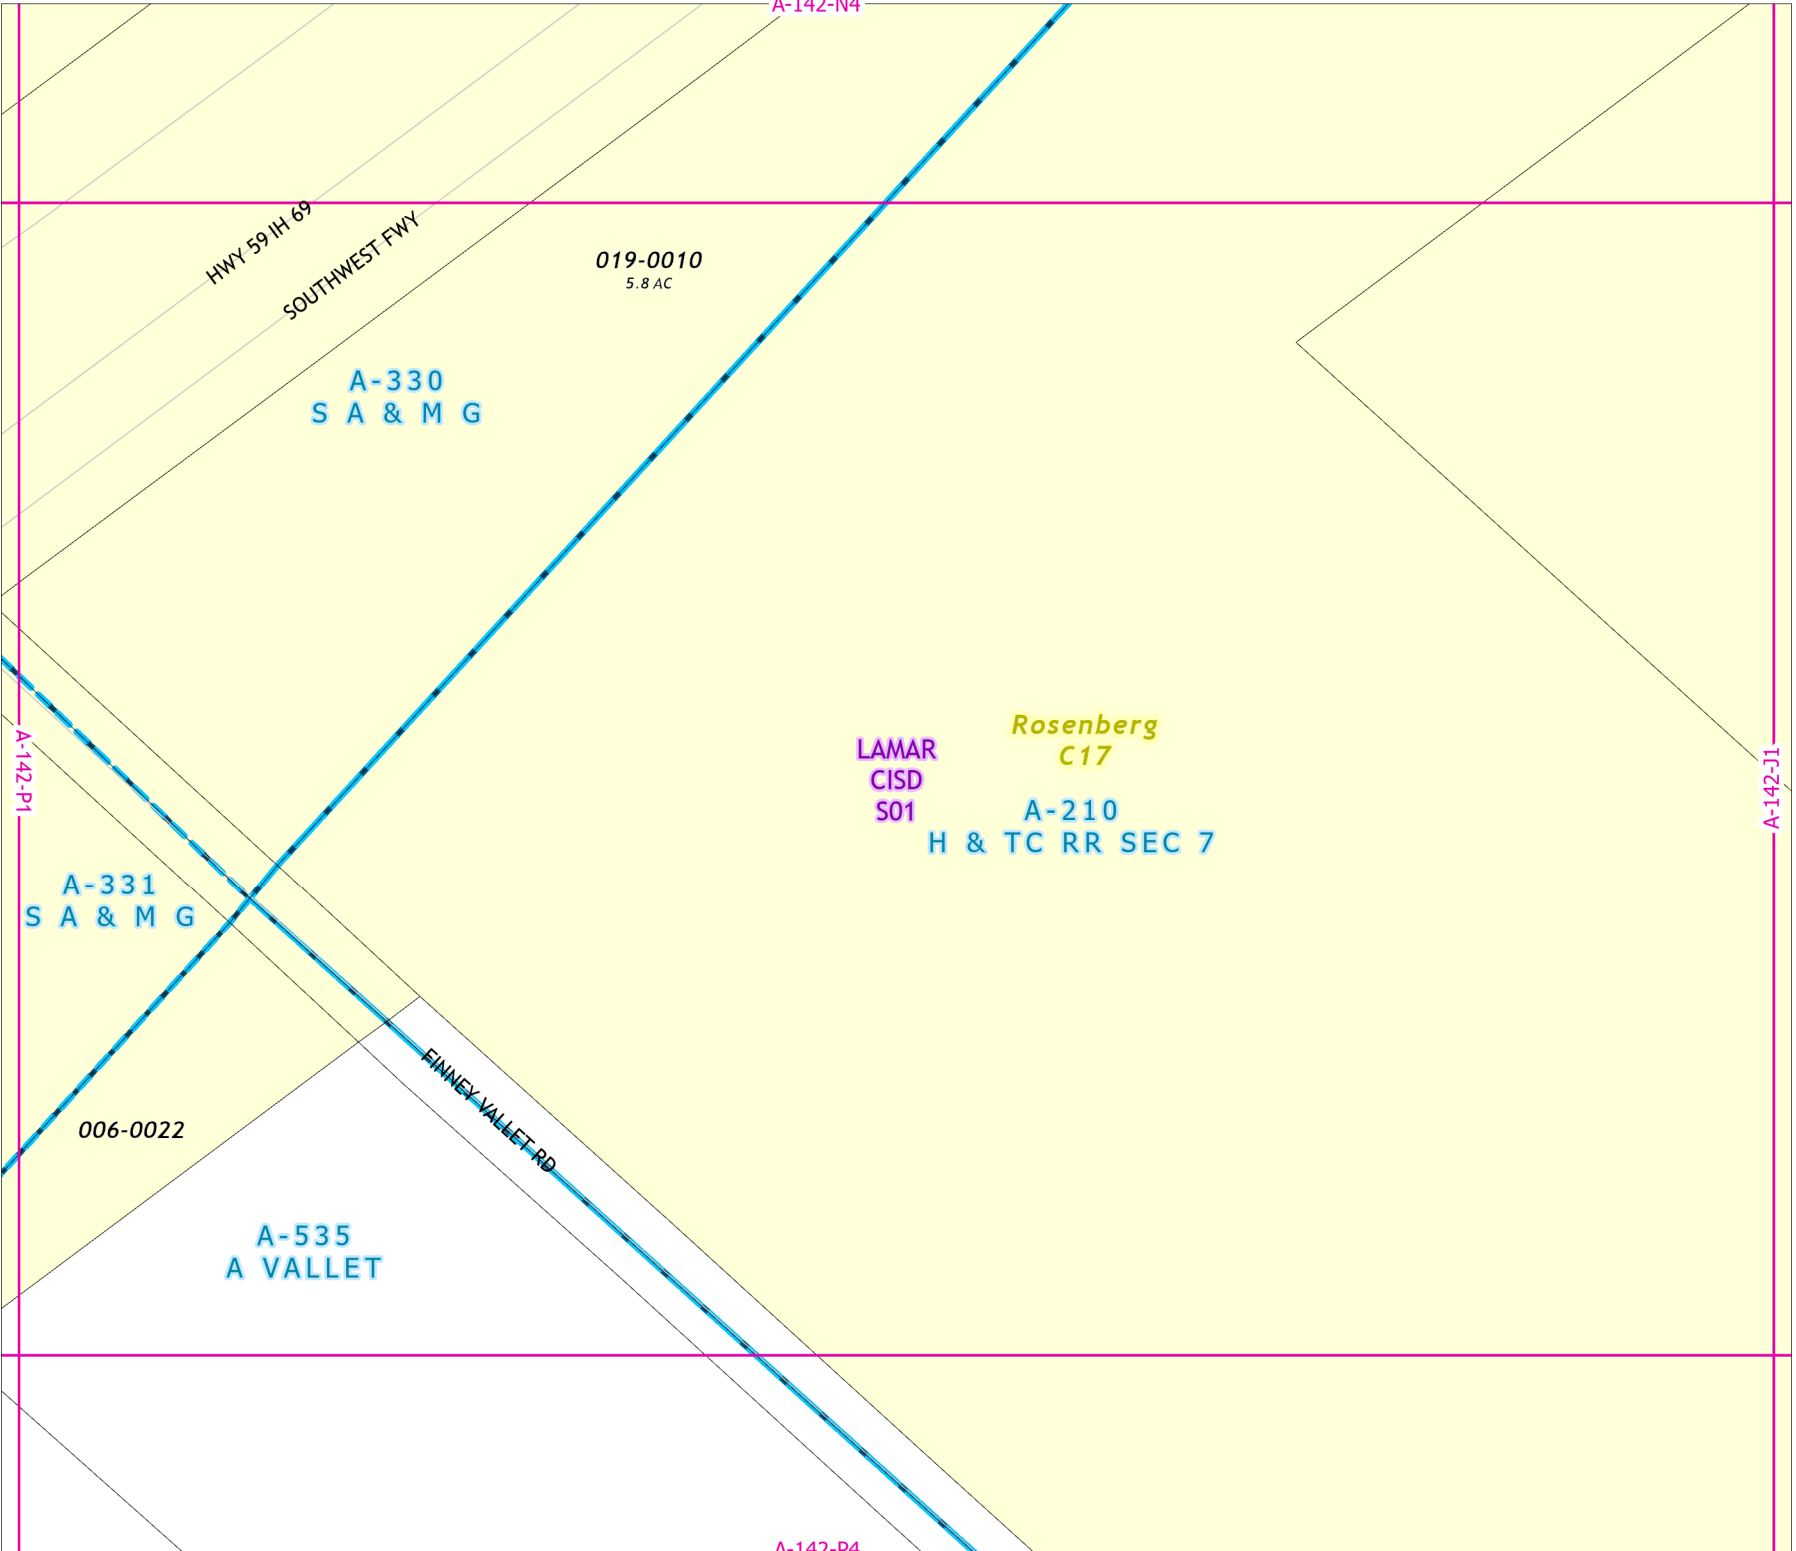 A-142-N4
HWY 59 IH 69
SOUTHWEST FWY
019-0010
5.8 AC
A-330
S A & M G
Rosenberg
C17
LAMAR
CISD
S01
A-210
H & TC RR SEC 7
A-142-P1
A-142-J1
A-331
S A & M G
FINNEY VALLET RD
006-0022
A-535
A VALLET
A-142-P4